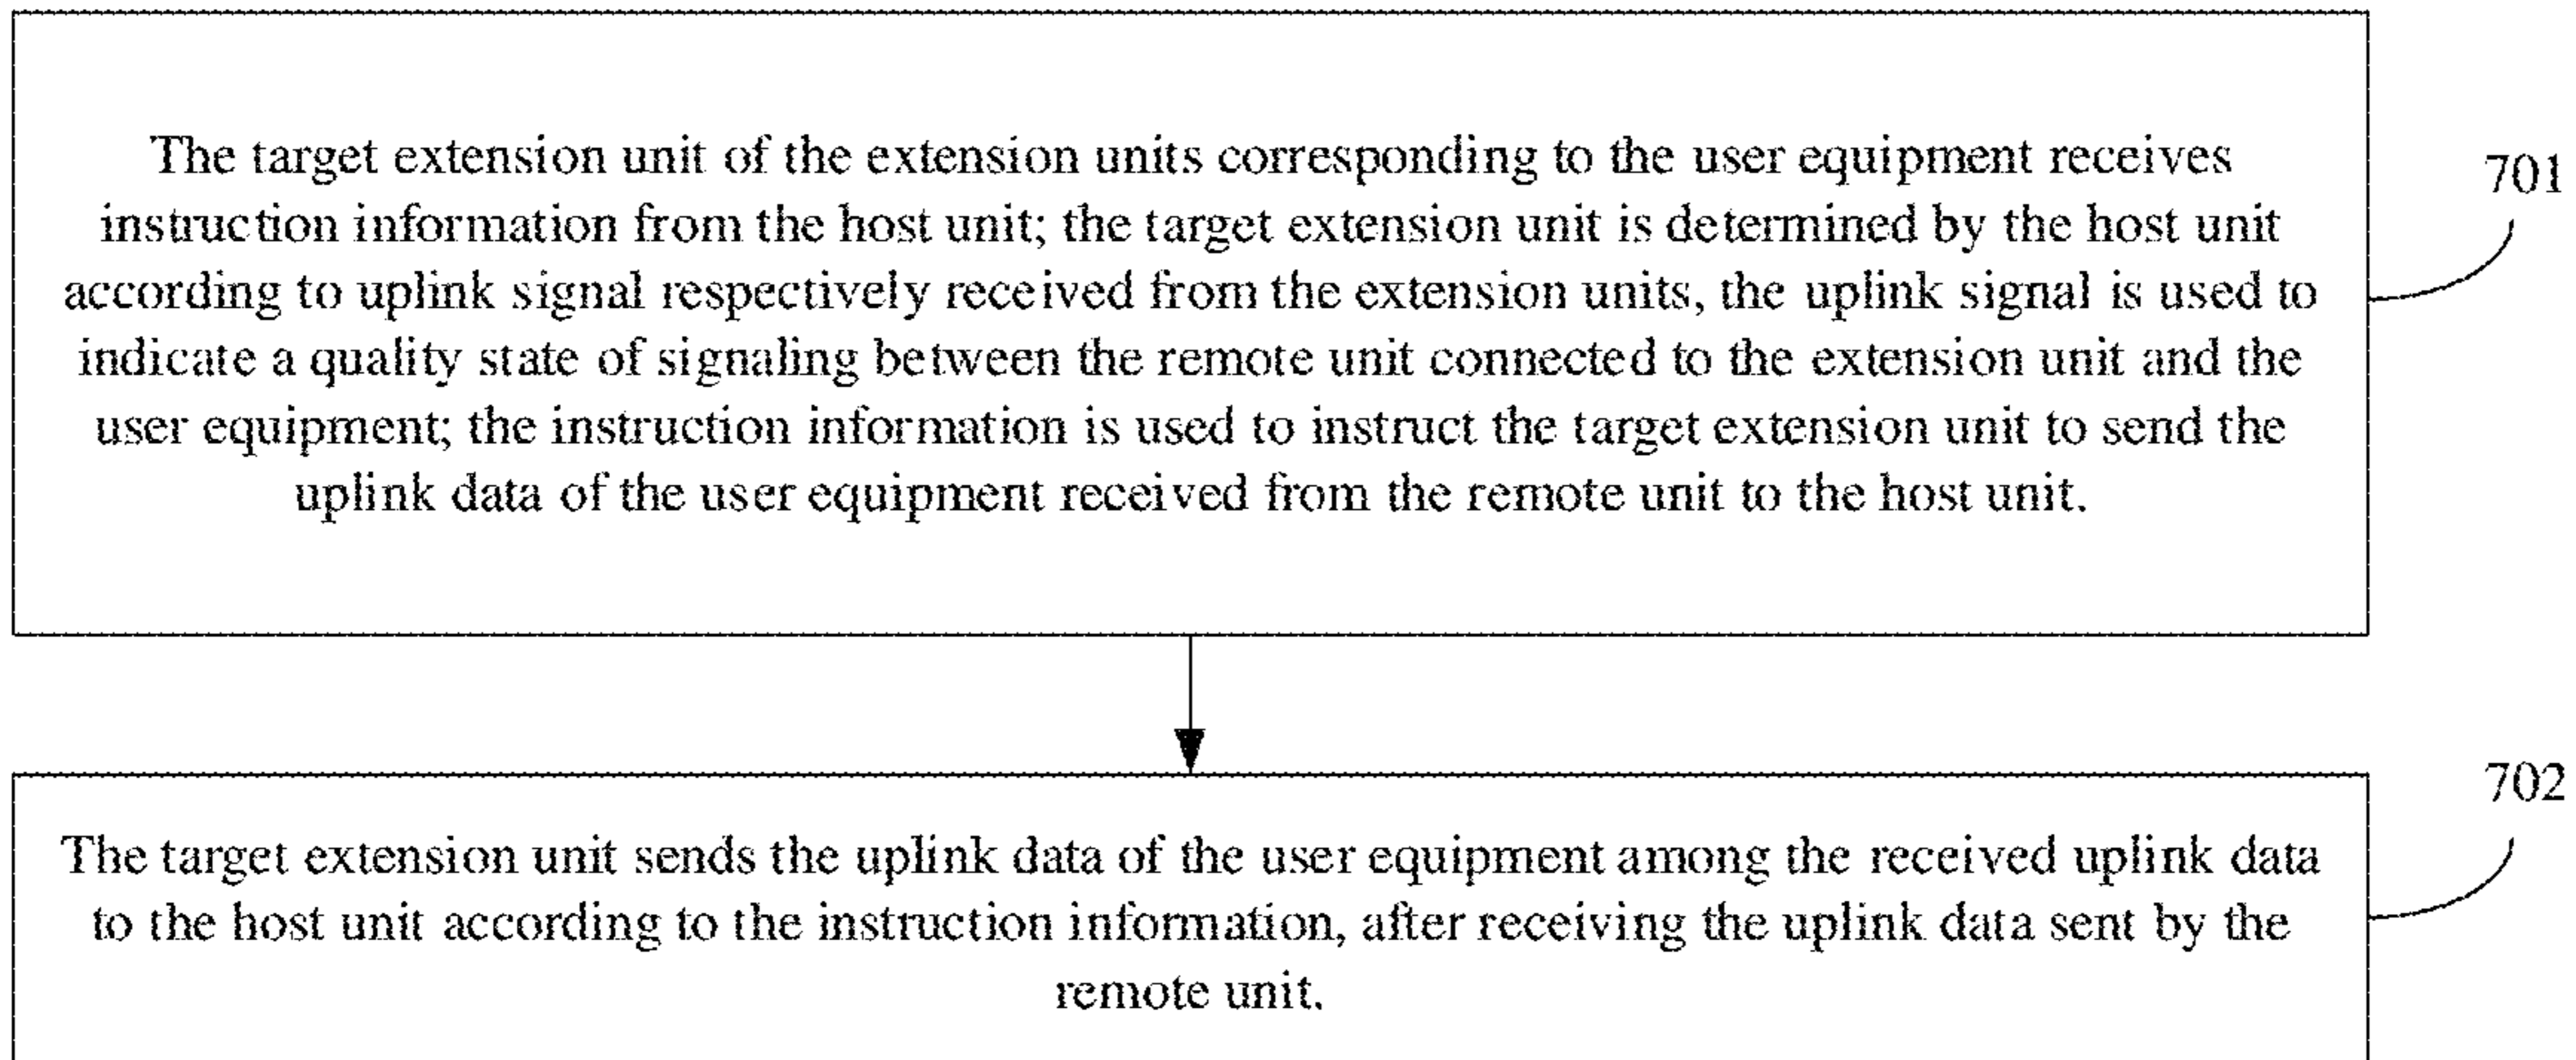 The target extension unit of the extension units corresponding to the user equipment receives
instruction information from the host unit; the target extension unit is determined by the host unit
according to uplink signal respectively received from the extension units, the uplink signal is used to
indicate a quality state of signaling between the remote unit connected to the extension unit and the
user equipment; the instruction information is used to instruct the target extension unit to send the
uplink data of the user equipment received from the remote unit to the host unit.
701
The target extension unit sends the uplink data of the user equipment among the received uplink data
to the host unit according to the instruction information, after receiving the uplink data sent by the
remote unit.
702